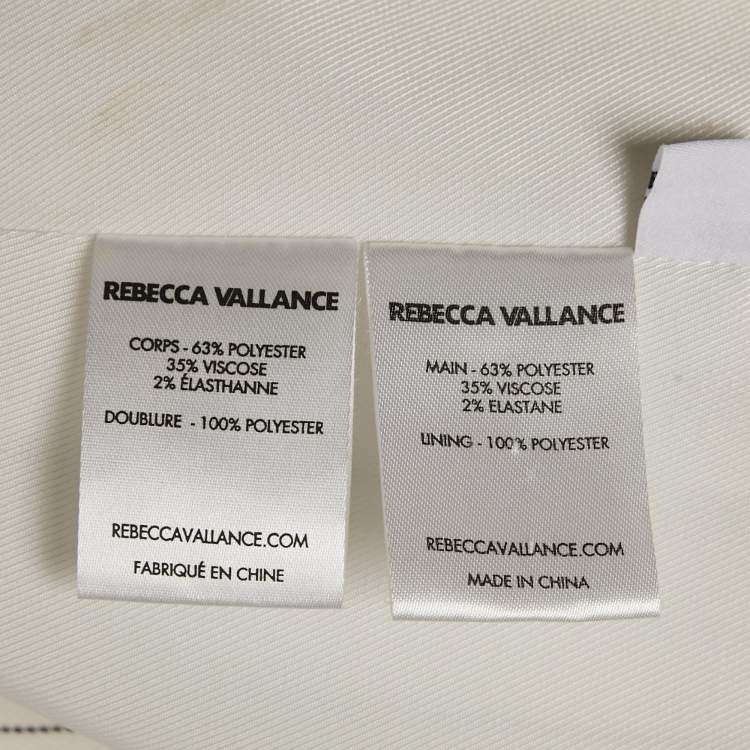 REBECCA VALLANCE
CORPS - 63% POLYESTER
35% VISCOSE
2% ÉLASTHANNE
DOUBLURE - 100% POLYESTER
REBECCAVALLANCE.COM
FABRIQUÉ EN CHINE
REBECCA VALLANCE
MAIN - 63% POLYESTER
35% VISCOSE
2% ELASTANE
LINING - 100% POLYESTER
REBECCAVALLANCE.COM
MADE IN CHINA